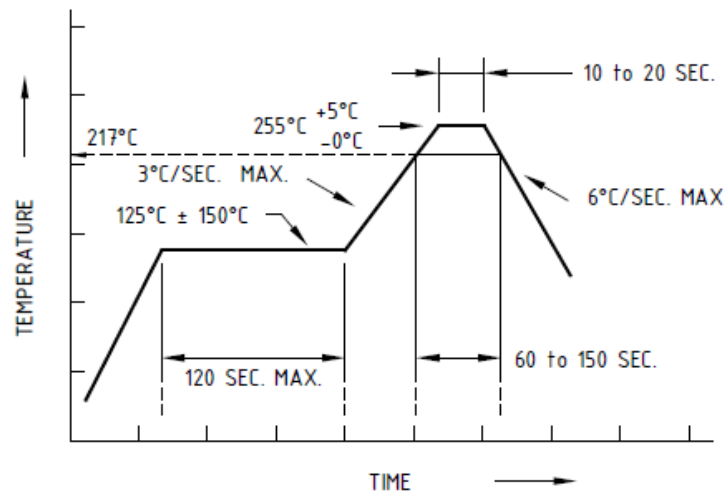 10 to 20 SEC.
255°C +5°C
−0°C
217°C
3°C/SEC. MAX.
6°C/SEC. MAX
125°C ± 150°C
TEMPERATURE
120 SEC. MAX.
60 to 150 SEC.
TIME